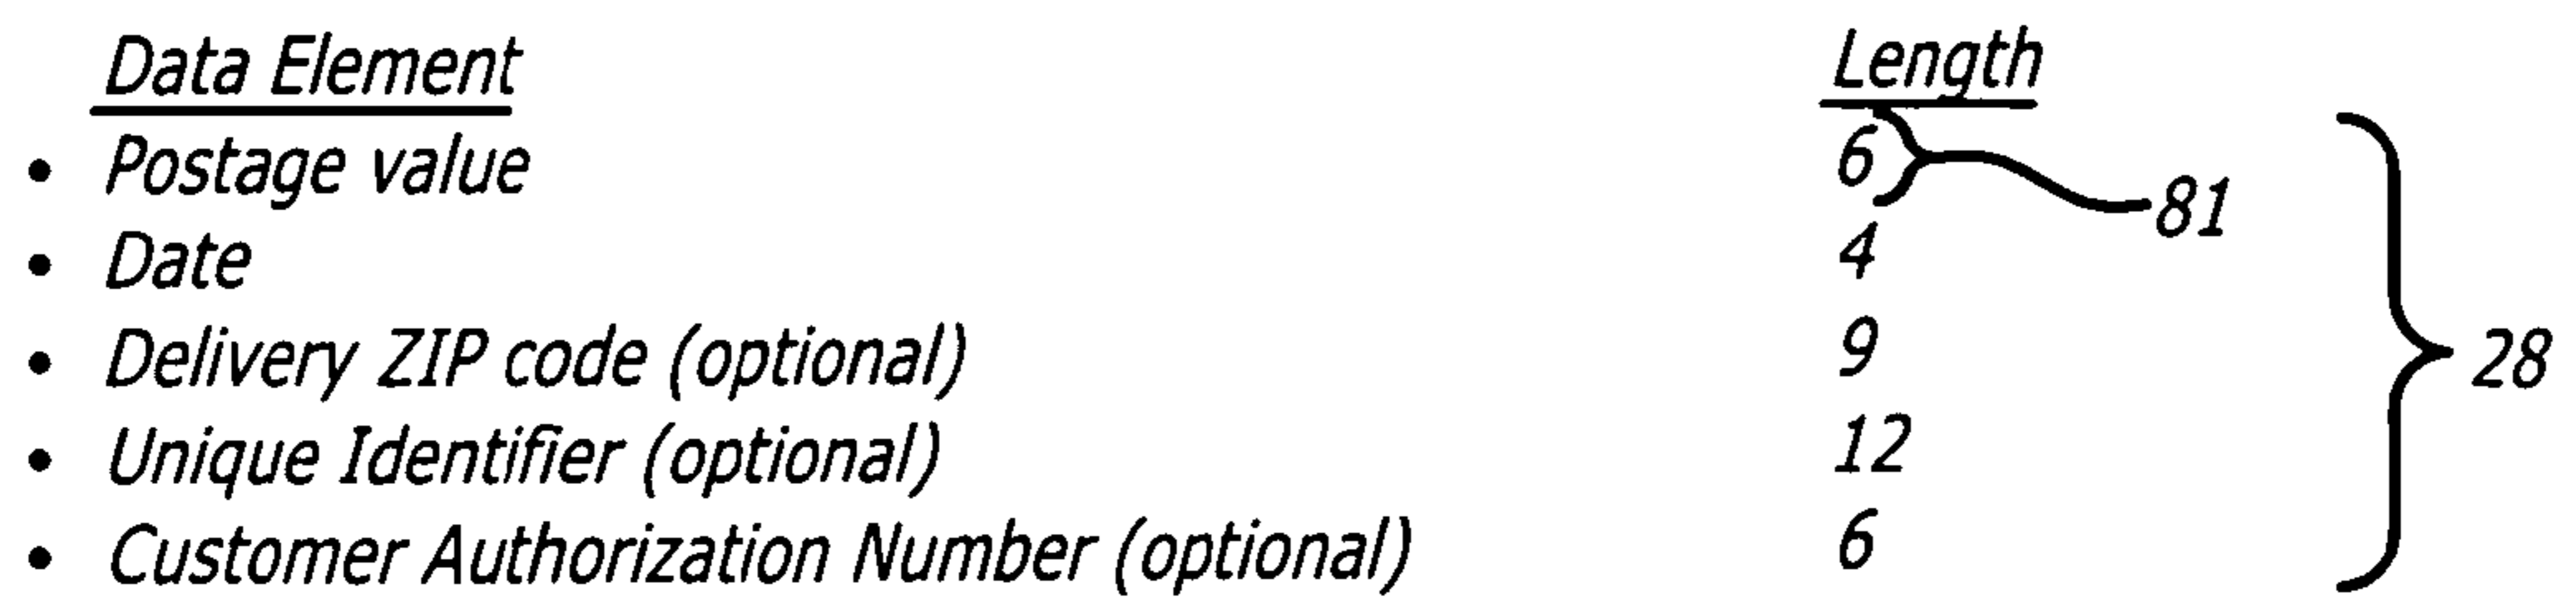 Data Element Length
• Postage value 6
81
• Date 4
• Delivery ZIP code (optional) 9
28
• Unique Identifier (optional) 12
• Customer Authorization Number (optional) 6